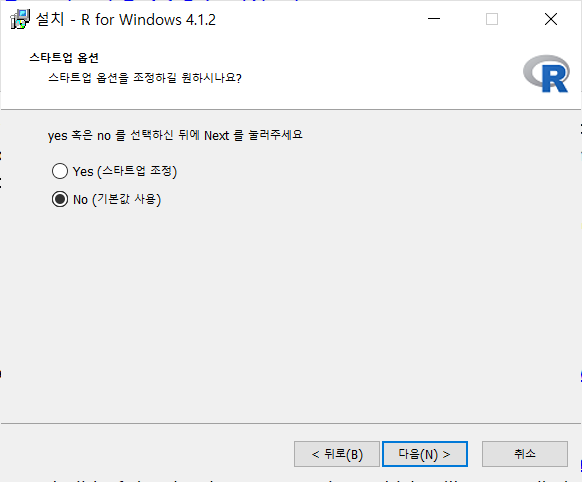 설치 - R for Windows 4.1.2
스타트업 옵션
스타트업 옵션을 조정하길 원하시나요?
R
yes 혹은 no 를 선택하신 뒤에 Next 를 눌러주세요
Yes (스타트업 조정)
No (기본값 사용)
< 뒤로(B)
다음(N) >
취소